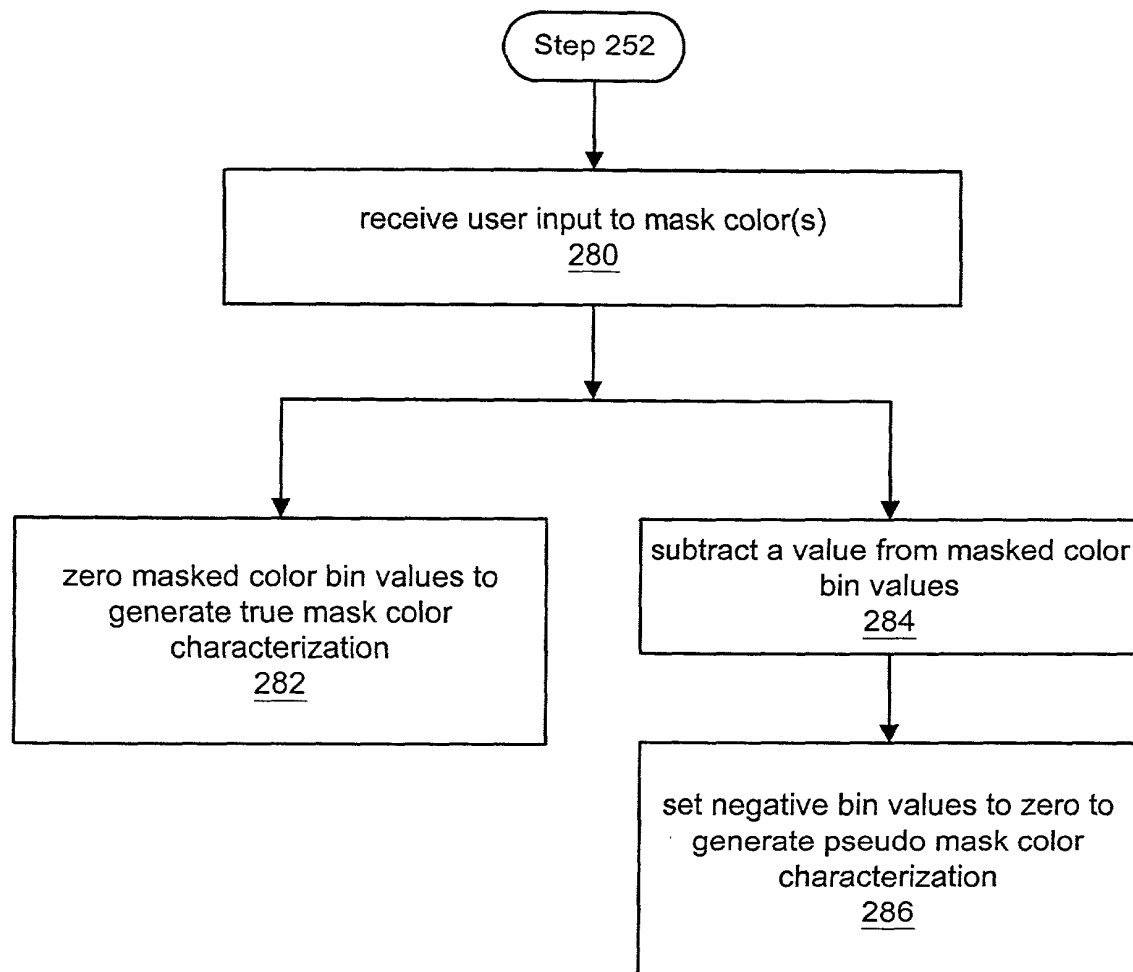 Step 252
receive user input to mask color(s)
280
zero masked color bin values to
generate true mask color
characterization
282
subtract a value from masked color
bin values
284
set negative bin values to zero to
generate pseudo mask color
characterization
286